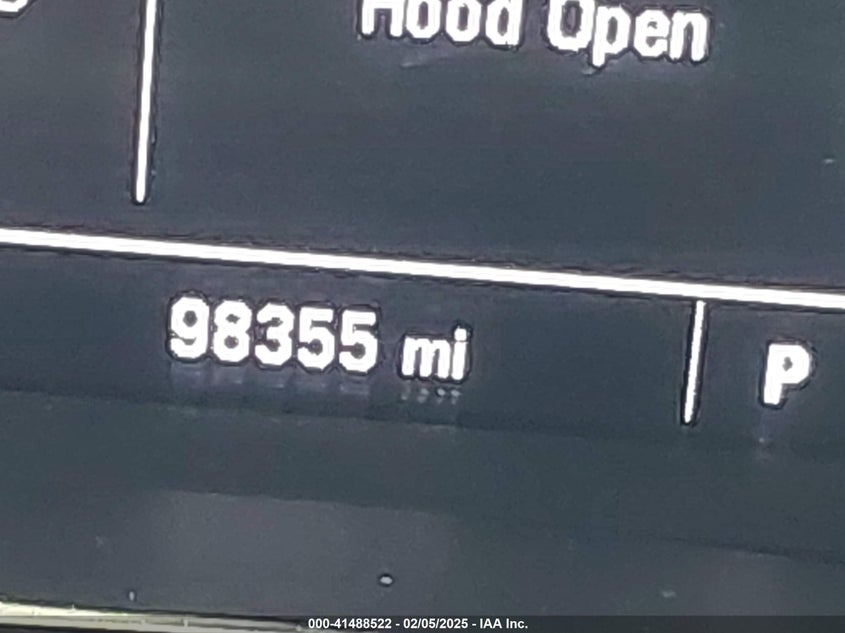 Hood Open
98355 mi
P
000-41488522 - 02/05/2025 - IAA Inc.